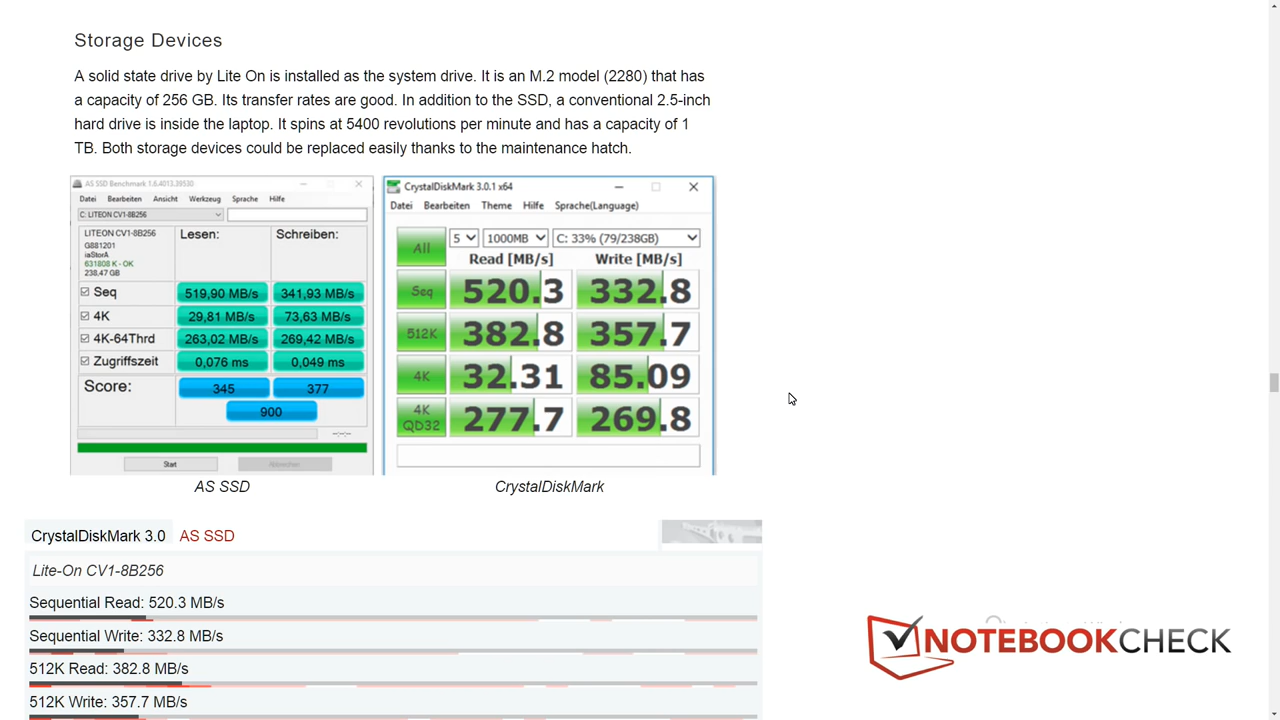 Storage Devices
A solid state drive by Lite On is installed as the system drive. It is an M.2 model (2280) that has
a capacity of 256 GB. Its transfer rates are good. In addition to the SSD, a conventional 2.5-inch
hard drive is inside the laptop. It spins at 5400 revolutions per minute and has a capacity of 1
TB. Both storage devices could be replaced easily thanks to the maintenance hatch.
AS SSD Benchmark 1.6.4013.39530
Datei Bearbeiten Ansicht Werkzeug Sprache Hilfe
C: LITEON CV1-8B256
LITEON CV1-8B256
G881201
iaStorA
631808 K - OK
238,47 GB
Lesen: Schreiben:
Seq 519,90 MB/s 341,93 MB/s
4K 29,81 MB/s 73,63 MB/s
4K-64Thrd 263,02 MB/s 269,42 MB/s
Zugriffszeit 0,076 ms 0,049 ms
Score: 345 377
900
-:--:--
Start
CrystalDiskMark 3.0.1 x64
Datei Bearbeiten Theme Hilfe Sprache(Language)
All 5 1000MB C: 33% (79/238GB)
Read [MB/s] Write [MB/s]
Seq 520.3 332.8
512K 382.8 357.7
4K 32.31 85.09
4K QD32 277.7 269.8
AS SSD
CrystalDiskMark
CrystalDiskMark 3.0 AS SSD
Lite-On CV1-8B256
Sequential Read: 520.3 MB/s
Sequential Write: 332.8 MB/s
512K Read: 382.8 MB/s
512K Write: 357.7 MB/s
NOTEBOOKCHECK